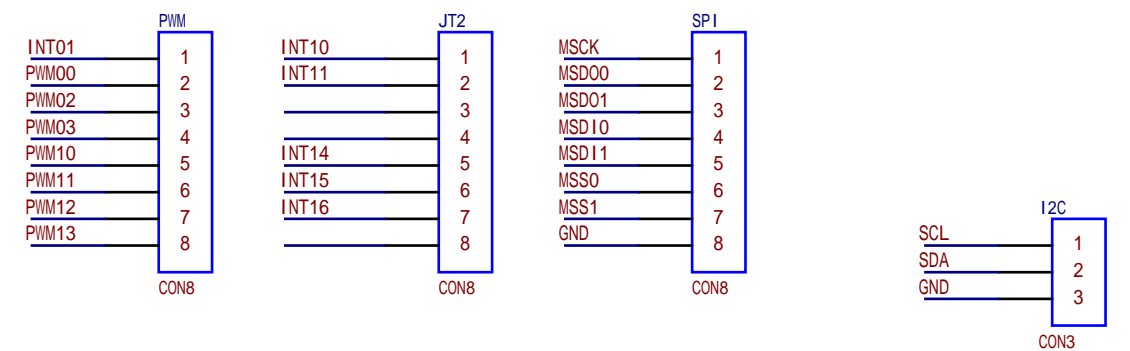 PWM
INT01 1
PWM00 2
PWM02 3
PWM03 4
PWM10 5
PWM11 6
PWM12 7
PWM13 8
CON8
JT2
INT10 1
INT11 2
3
4
INT14 5
INT15 6
INT16 7
8
CON8
SPI
MSCK 1
MSDO0 2
MSDO1 3
MSDI0 4
MSDI1 5
MSS0 6
MSS1 7
GND 8
CON8
I2C
SCL 1
SDA 2
GND 3
CON3